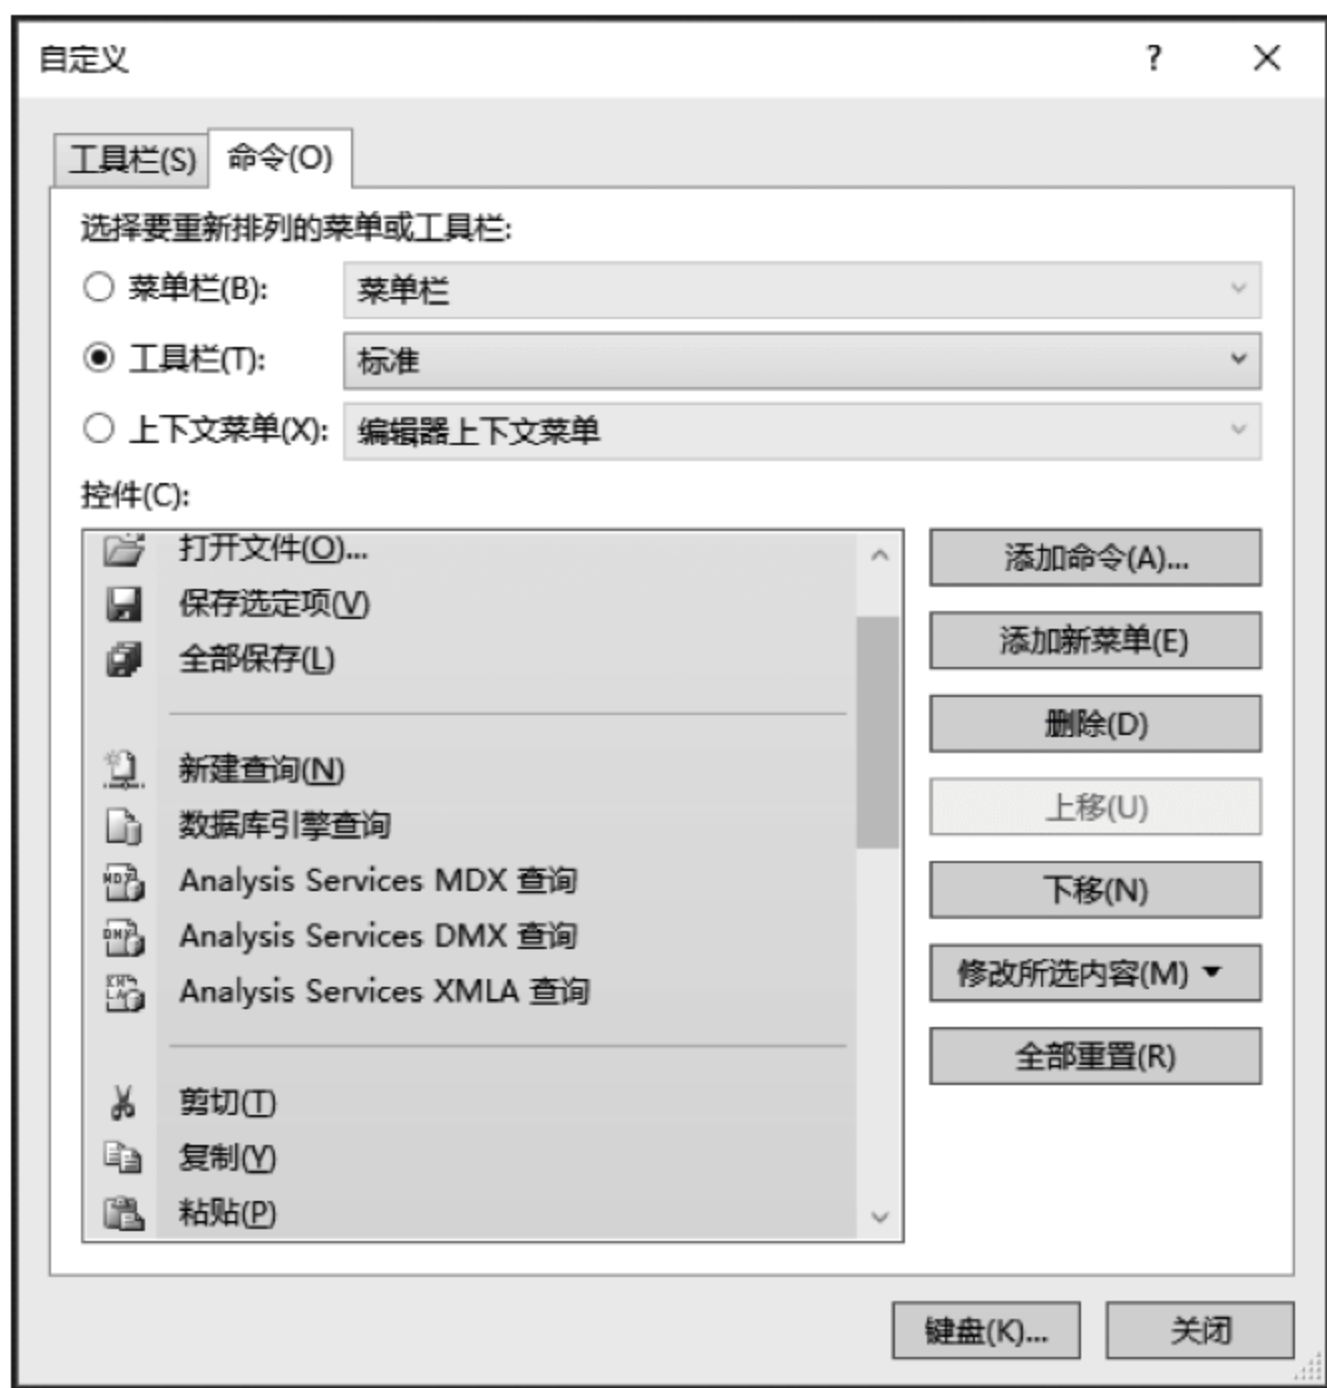 自定义 ?
工具栏(S) 命令(O)
选择要重新排列的菜单或工具栏:
菜单栏(B): 菜单栏
工具栏(T): 标准
上下文菜单(X): 编辑器上下文菜单
控件(C):
打开文件(O)...
保存选定项(V)
全部保存(L)
新建查询(N)
数据库引擎查询
Analysis Services MDX 查询
Analysis Services DMX 查询
Analysis Services XMLA 查询
剪切(T)
复制(Y)
粘贴(P)
添加命令(A)...
添加新菜单(E)
删除(D)
上移(U)
下移(N)
修改所选内容(M)
全部重置(R)
键盘(K)... 关闭